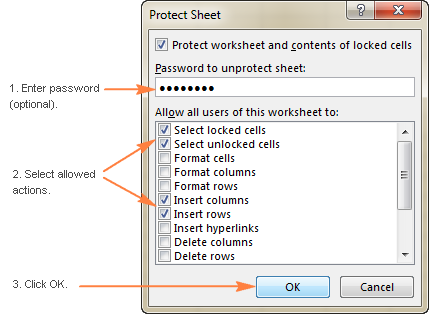 Protect Sheet
Protect worksheet and contents of locked cells
Password to unprotect sheet:
1. Enter password
(optional).
••••••••
Allow all users of this worksheet to:
Select locked cells
Select unlocked cells
Format cells
Format columns
Format rows
Insert columns
Insert rows
Insert hyperlinks
Delete columns
Delete rows
2. Select allowed
actions.
3. Click OK.
OK
Cancel